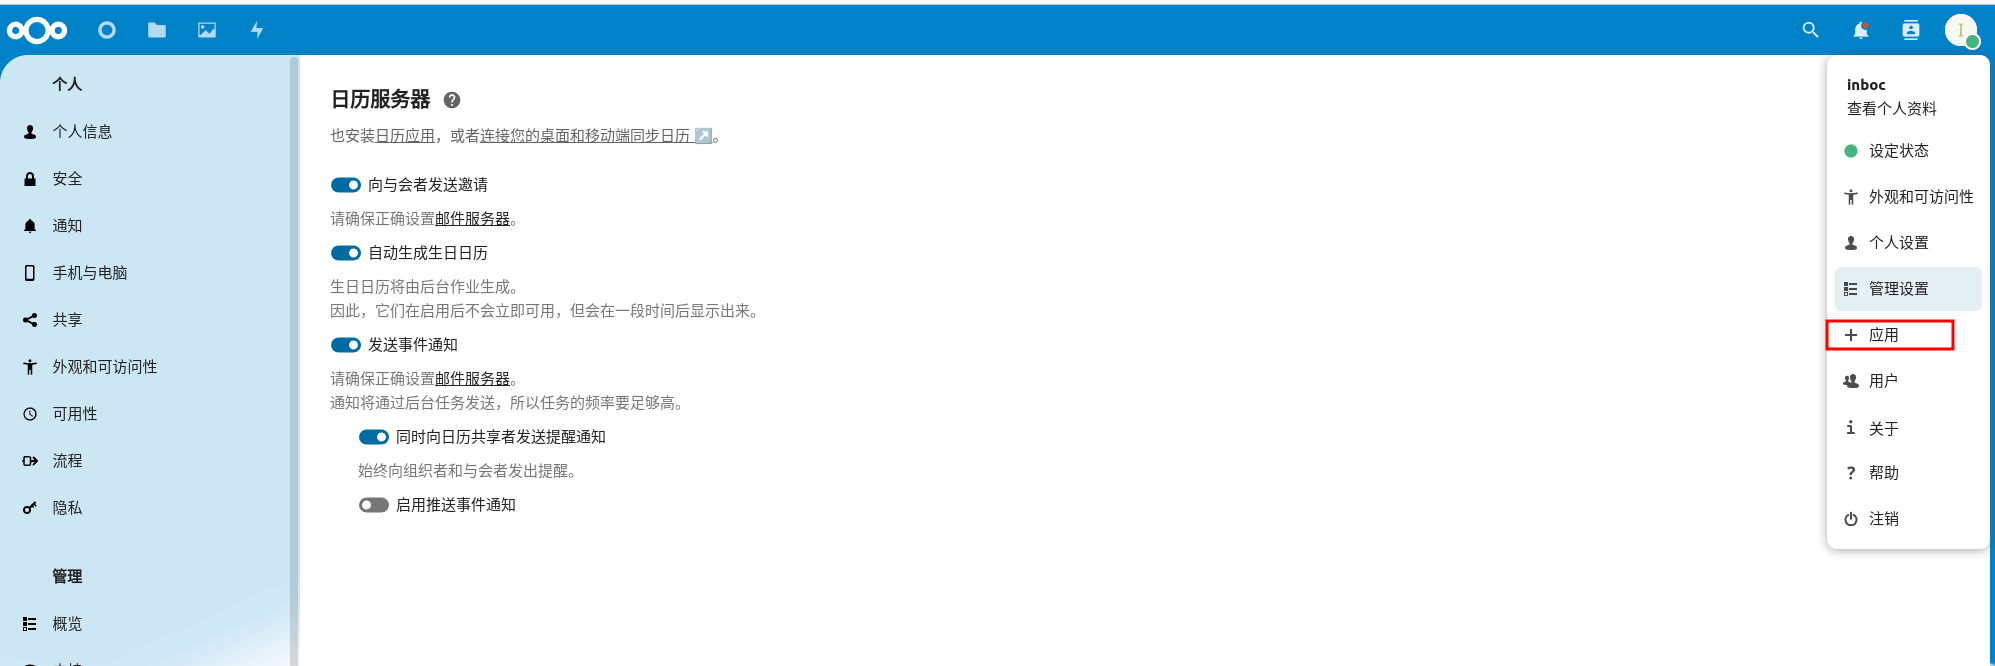 个人
个人信息
安全
通知
手机与电脑
共享
外观和可访问性
可用性
流程
隐私
管理
概览
日历服务器
也安装日历应用，或者连接您的桌面和移动端同步日历 ↗。
向与会者发送邀请
请确保正确设置邮件服务器。
自动生成生日日历
生日日历将由后台作业生成。
因此，它们在启用后不会立即可用，但会在一段时间后显示出来。
发送事件通知
请确保正确设置邮件服务器。
通知将通过后台任务发送，所以任务的频率要足够高。
同时向日历共享者发送提醒通知
始终向组织者和与会者发出提醒。
启用推送事件通知
I
inboc
查看个人资料
设定状态
外观和可访问性
个人设置
管理设置
应用
用户
关于
帮助
注销